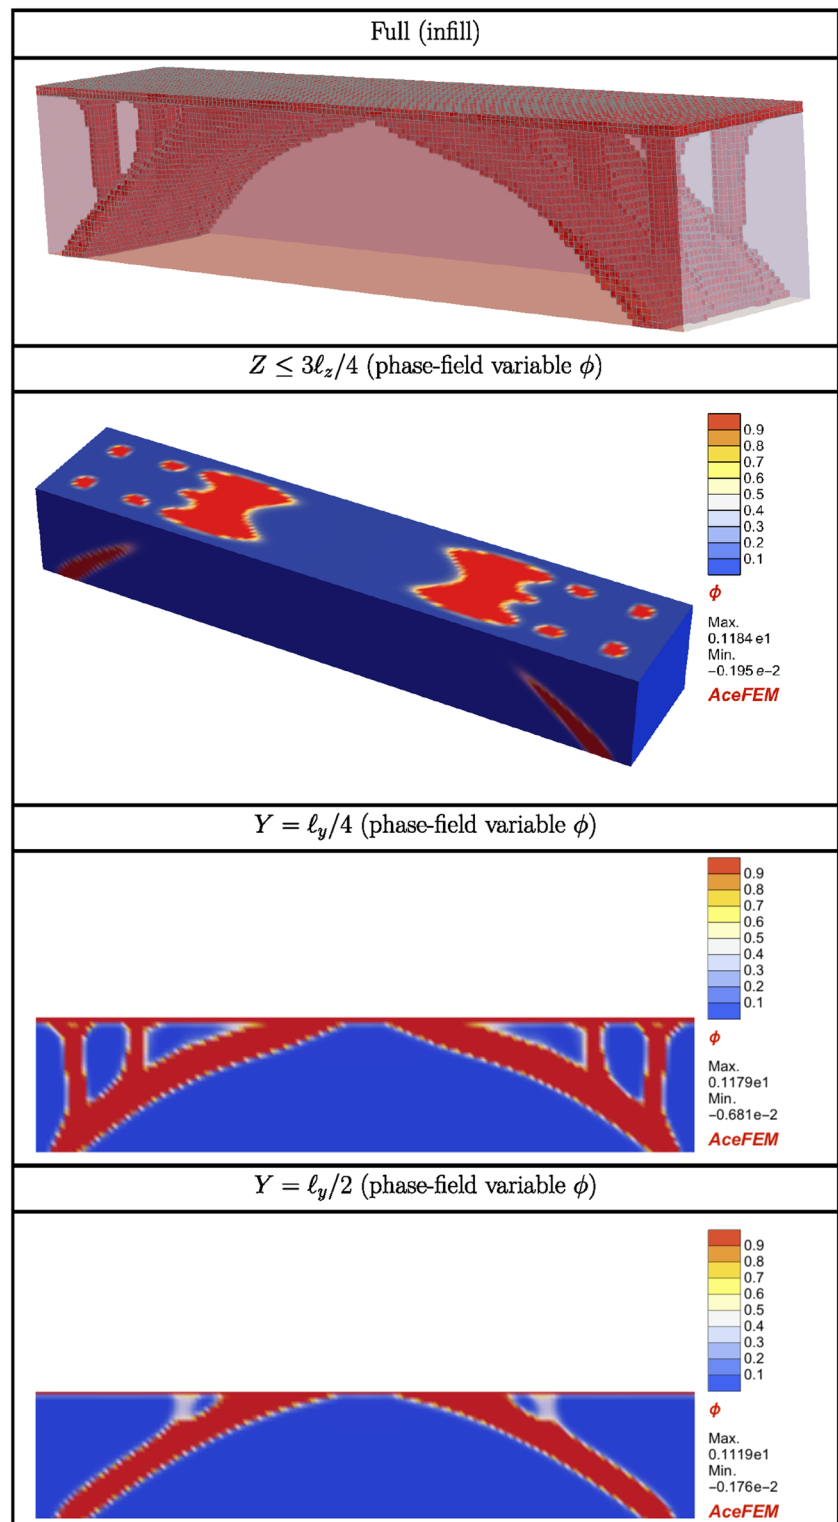 Full (infill)
Z ≤ 3ℓz/4 (phase-field variable ϕ)
0.9
0.8
0.7
0.6
0.5
0.4
0.3
0.2
0.1
ϕ
Max.
0.1184 e1
Min.
−0.195 e−2
AceFEM
Y = ℓy/4 (phase-field variable ϕ)
0.9
0.8
0.7
0.6
0.5
0.4
0.3
0.2
0.1
ϕ
Max.
0.1179e1
Min.
−0.681e−2
AceFEM
Y = ℓy/2 (phase-field variable ϕ)
0.9
0.8
0.7
0.6
0.5
0.4
0.3
0.2
0.1
ϕ
Max.
0.1119e1
Min.
−0.176e−2
AceFEM